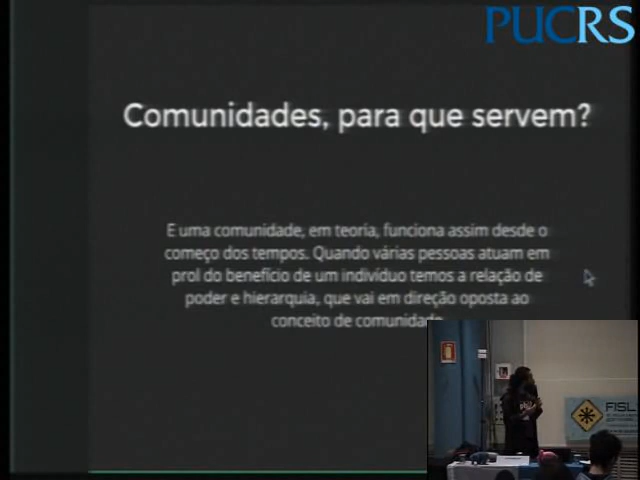 PUCRS
Comunidades, para que servem?
E uma comunidade, em teoria, funciona assim desde o
começo dos tempos. Quando várias pessoas atuam em
prol do benefício de um indivíduo temos a relação de
poder e hierarquia, que vai em direção oposta ao
conceito de comunidade
FISL